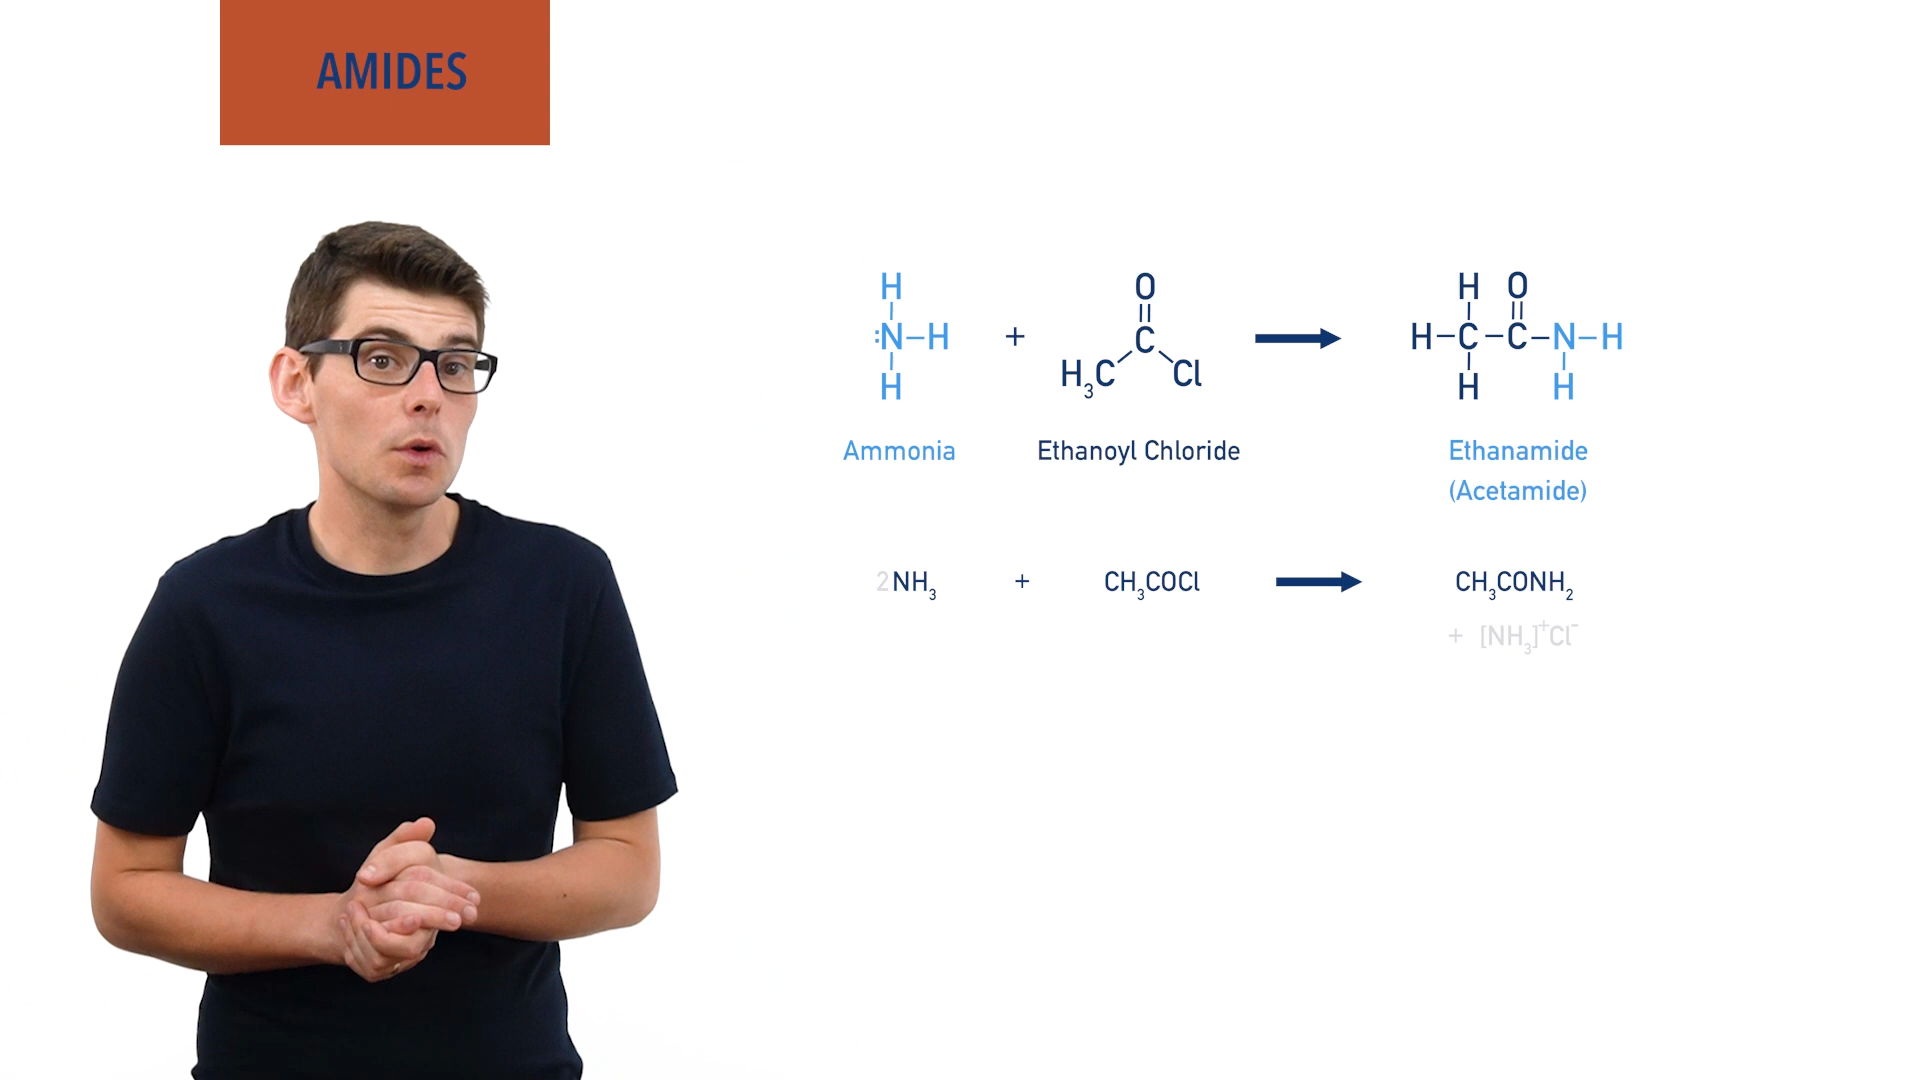 AMIDES
H O H O
:N–H + C H–C–C–N–H
H H₃C Cl H H
Ammonia Ethanoyl Chloride Ethanamide
(Acetamide)
2NH₃ + CH₃COCl CH₃CONH₂
+ [NH₃]⁺Cl⁻